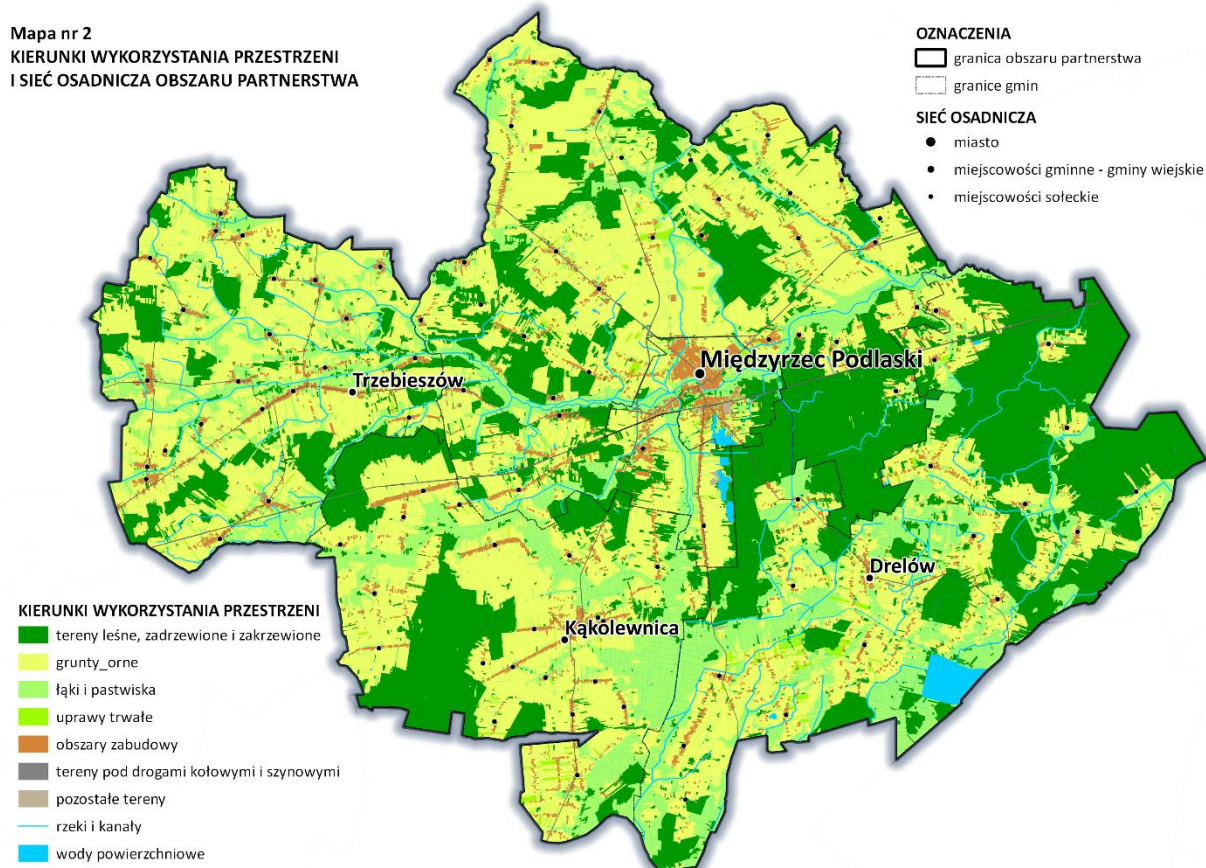 Mapa nr 2
KIERUNKI WYKORZYSTANIA PRZESTRZENI
I SIEĆ OSADNICZA OBSZARU PARTNERSTWA
OZNACZENIA
granica obszaru partnerstwa
granice gmin
SIEĆ OSADNICZA
miasto
miejscowości gminne - gminy wiejskie
miejscowości sołeckie
Międzyrzec Podlaski
Trzebieszów
Drelów
Kąkolewnica
KIERUNKI WYKORZYSTANIA PRZESTRZENI
tereny leśne, zadrzewione i zakrzewione
grunty_orne
łąki i pastwiska
uprawy trwałe
obszary zabudowy
tereny pod drogami kołowymi i szynowymi
pozostałe tereny
rzeki i kanały
wody powierzchniowe